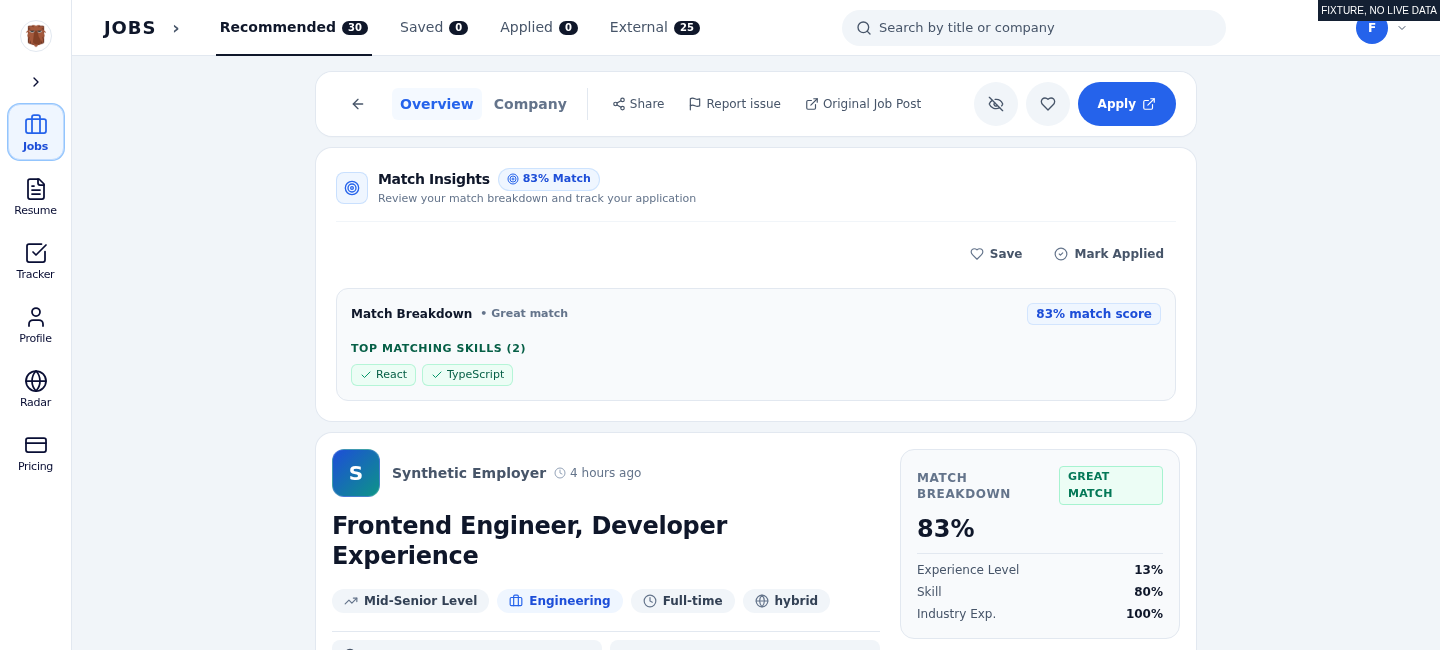 FIXTURE, NO LIVE DATA
JOBS
Recommended 30
Saved 0
Applied 0
External 25
Search by title or company
F
Jobs
Resume
Tracker
Profile
Radar
Pricing
Overview
Company
Share
Report issue
Original Job Post
Apply
Match Insights
83% Match
Review your match breakdown and track your application
Save
Mark Applied
Match Breakdown • Great match
83% match score
TOP MATCHING SKILLS (2)
React
TypeScript
S
Synthetic Employer
4 hours ago
Frontend Engineer, Developer
Experience
Mid-Senior Level
Engineering
Full-time
hybrid
MATCH
BREAKDOWN
GREAT
MATCH
83%
Experience Level 13%
Skill 80%
Industry Exp. 100%